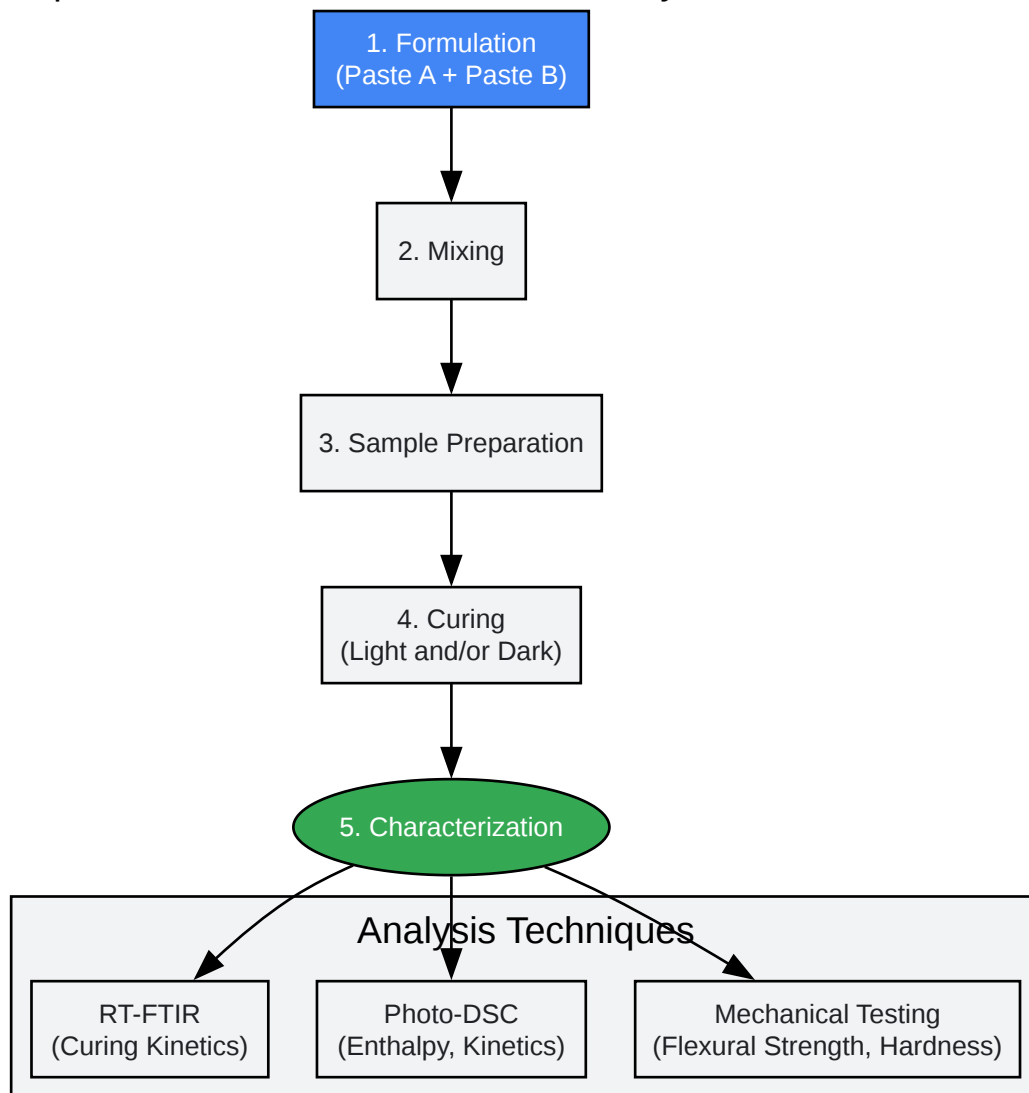 1. Formulation
(Paste A + Paste B)
2. Mixing
3. Sample Preparation
4. Curing
(Light and/or Dark)
5. Characterization
Analysis Techniques
RT-FTIR
(Curing Kinetics)
Photo-DSC
(Enthalpy, Kinetics)
Mechanical Testing
(Flexural Strength, Hardness)